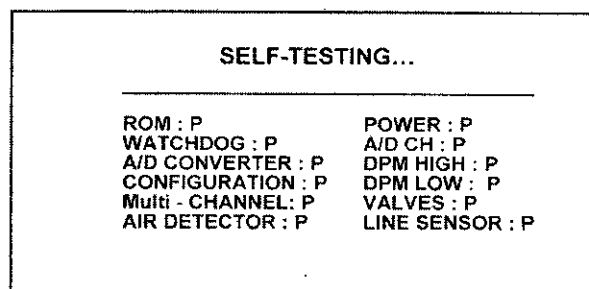 SELF-TESTING...
ROM : P
WATCHDOG : P
A/D CONVERTER : P
CONFIGURATION : P
Multi - CHANNEL: P
AIR DETECTOR : P
POWER : P
A/D CH : P
DPM HIGH : P
DPM LOW :  P
VALVES : P
LINE SENSOR : P